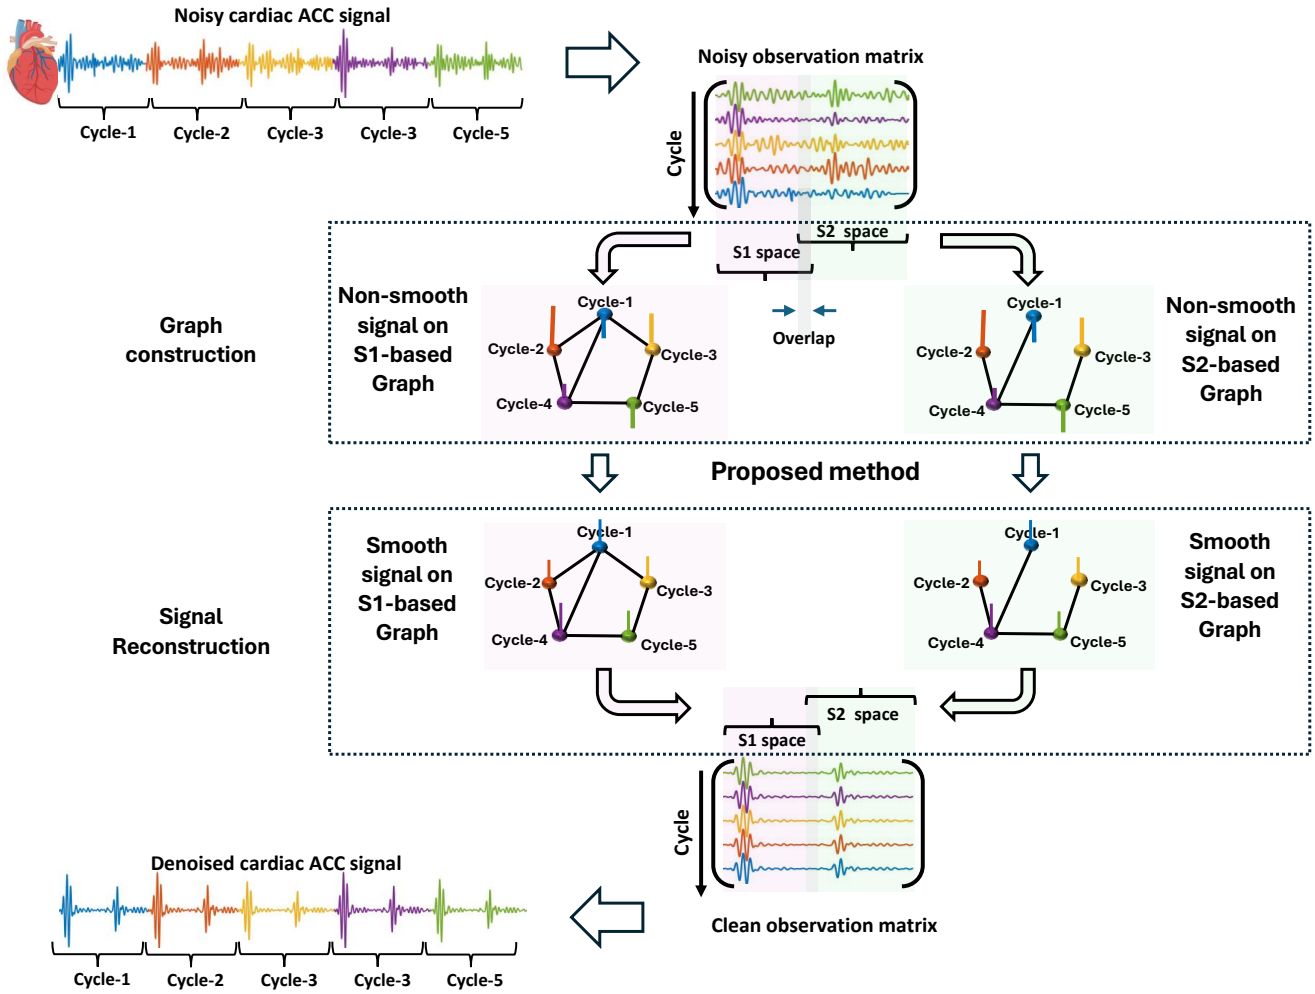 Noisy cardiac ACC signal
Cycle-1
Cycle-2
Cycle-3
Cycle-3
Cycle-5
Noisy observation matrix
Cycle
S2 space
S1 space
Overlap
Graph
construction
Non-smooth
signal on
S1-based
Graph
Cycle-1
Cycle-2
Cycle-3
Cycle-4
Cycle-5
Cycle-1
Cycle-2
Cycle-3
Cycle-4
Cycle-5
Non-smooth
signal on
S2-based
Graph
Proposed method
Signal
Reconstruction
Smooth
signal on
S1-based
Graph
Cycle-1
Cycle-2
Cycle-3
Cycle-4
Cycle-5
Cycle-1
Cycle-2
Cycle-3
Cycle-4
Cycle-5
Smooth
signal on
S2-based
Graph
S2 space
S1 space
Cycle
Clean observation matrix
Denoised cardiac ACC signal
Cycle-1
Cycle-2
Cycle-3
Cycle-3
Cycle-5